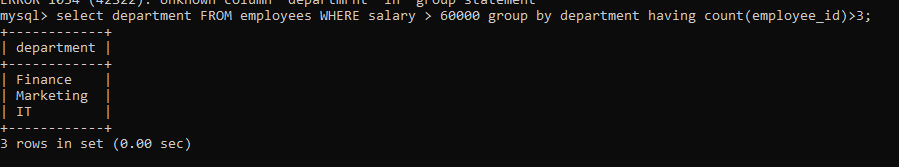 ERROR 1054 (42S22): Unknown column 'departmrnt' in 'group statement'
mysql> select department FROM employees WHERE salary > 60000 group by department having count(employee_id)>3;
+------------+
| department |
+------------+
| Finance    |
| Marketing  |
| IT         |
+------------+
3 rows in set (0.00 sec)